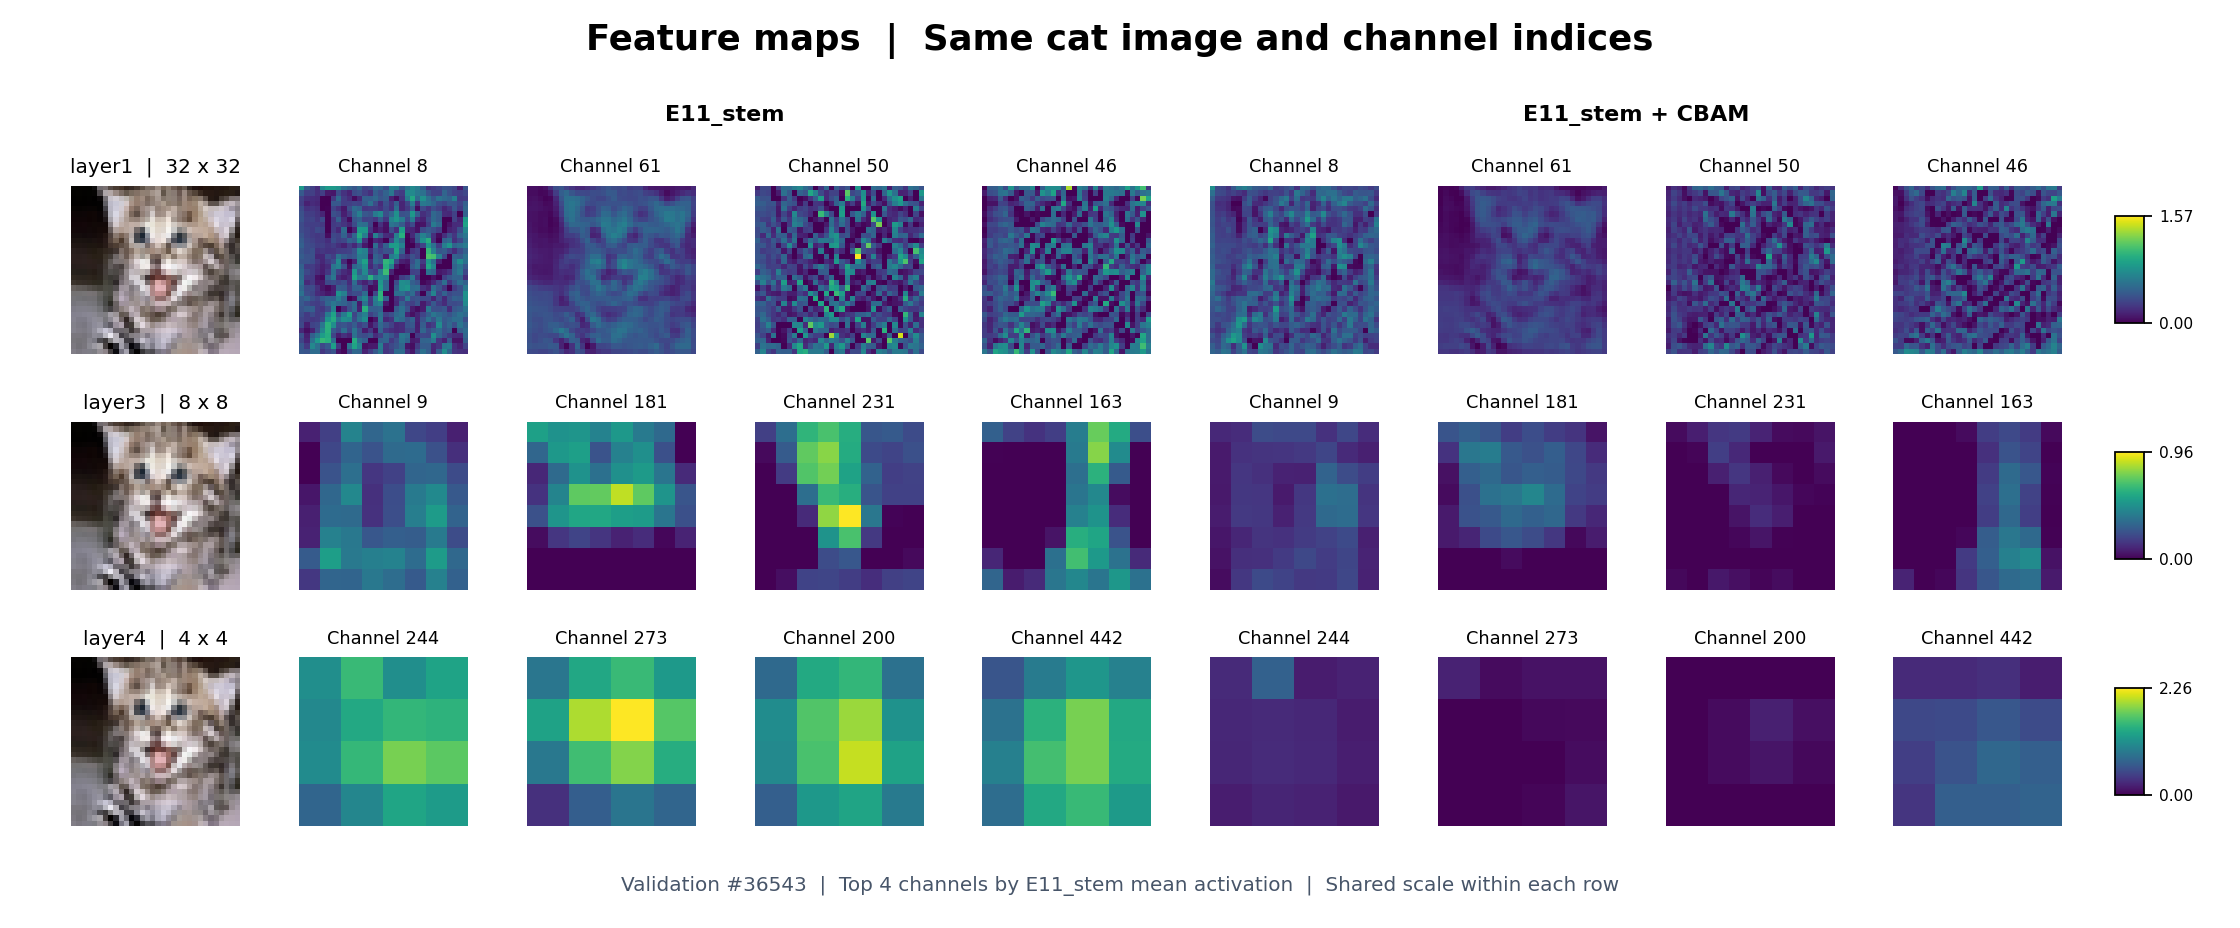 Feature maps | Same cat image and channel indices
E11_stem E11_stem + CBAM
layer1 | 32 x 32 Channel 8 Channel 61 Channel 50 Channel 46 Channel 8 Channel 61 Channel 50 Channel 46
1.57
0.00
layer3 | 8 x 8 Channel 9 Channel 181 Channel 231 Channel 163 Channel 9 Channel 181 Channel 231 Channel 163
0.96
0.00
layer4 | 4 x 4 Channel 244 Channel 273 Channel 200 Channel 442 Channel 244 Channel 273 Channel 200 Channel 442
2.26
0.00
Validation #36543 | Top 4 channels by E11_stem mean activation | Shared scale within each row